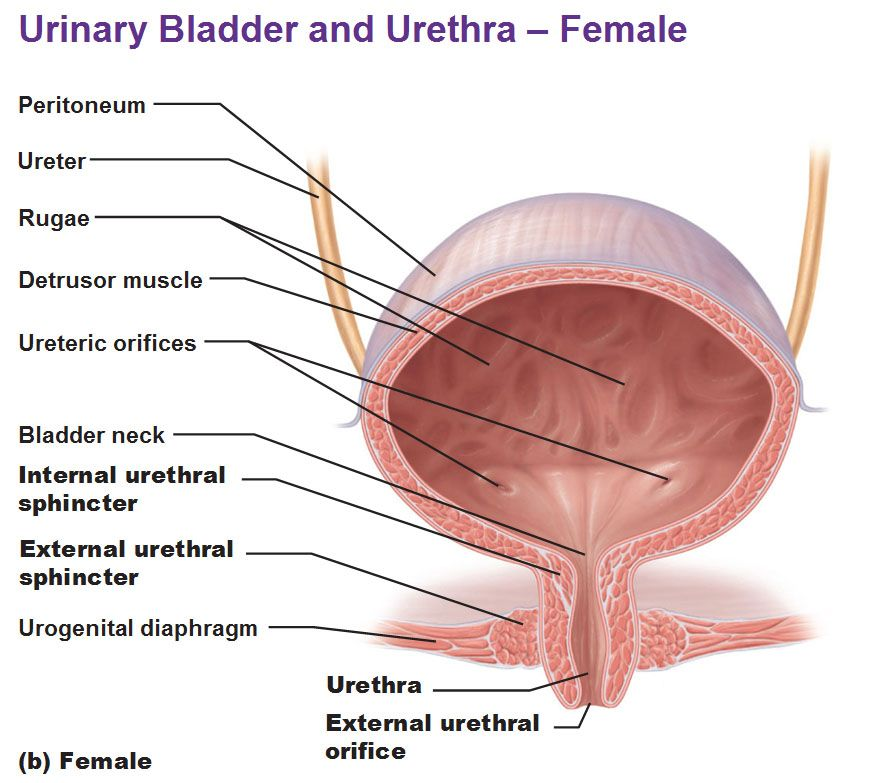 Urinary Bladder and Urethra – Female
Peritoneum
Ureter
Rugae
Detrusor muscle
Ureteric orifices
Bladder neck
Internal urethral
sphincter
External urethral
sphincter
Urogenital diaphragm
Urethra
External urethral
orifice
(b) Female